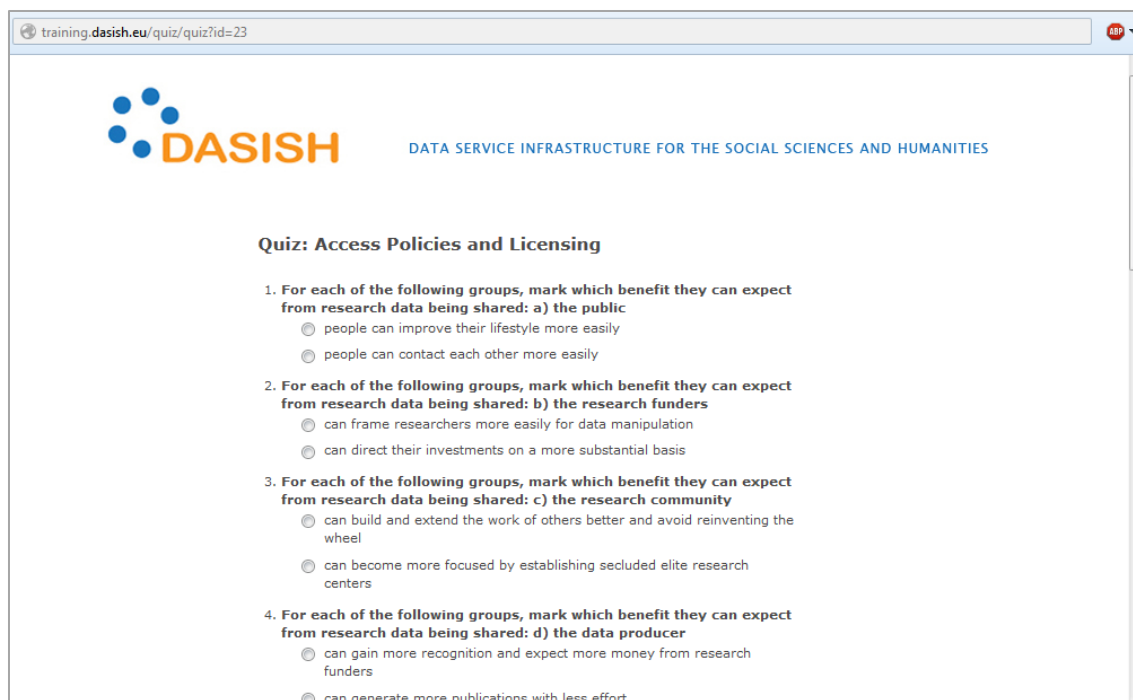 training.dasish.eu/quiz/quiz?id=23
ABP
DASISH
DATA SERVICE INFRASTRUCTURE FOR THE SOCIAL SCIENCES AND HUMANITIES
Quiz: Access Policies and Licensing
1. For each of the following groups, mark which benefit they can expect
from research data being shared: a) the public
people can improve their lifestyle more easily
people can contact each other more easily
2. For each of the following groups, mark which benefit they can expect
from research data being shared: b) the research funders
can frame researchers more easily for data manipulation
can direct their investments on a more substantial basis
3. For each of the following groups, mark which benefit they can expect
from research data being shared: c) the research community
can build and extend the work of others better and avoid reinventing the
wheel
can become more focused by establishing secluded elite research
centers
4. For each of the following groups, mark which benefit they can expect
from research data being shared: d) the data producer
can gain more recognition and expect more money from research
funders
can generate more publications with less effort